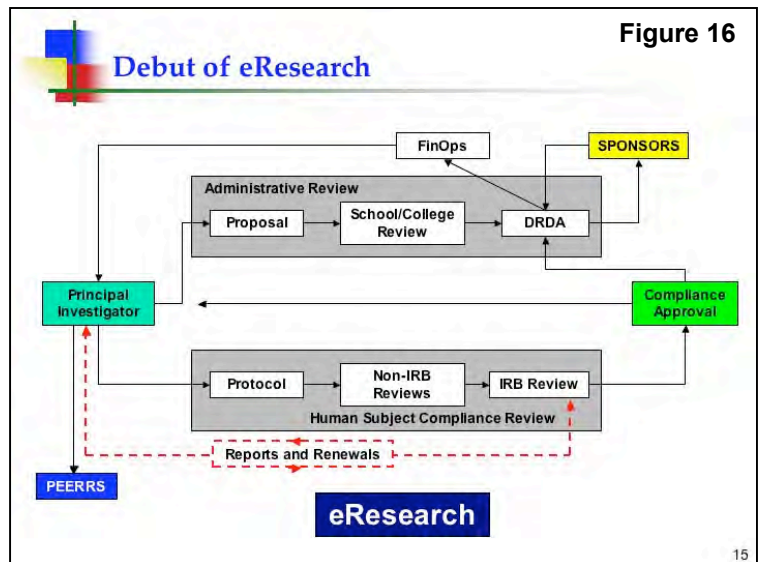 Figure 16
Debut of eResearch
FinOps
SPONSORS
Administrative Review
Proposal
School/College
Review
DRDA
Principal
Investigator
Compliance
Approval
Protocol
Non-IRB
Reviews
IRB Review
Human Subject Compliance Review
Reports and Renewals
PEERRS
eResearch
15